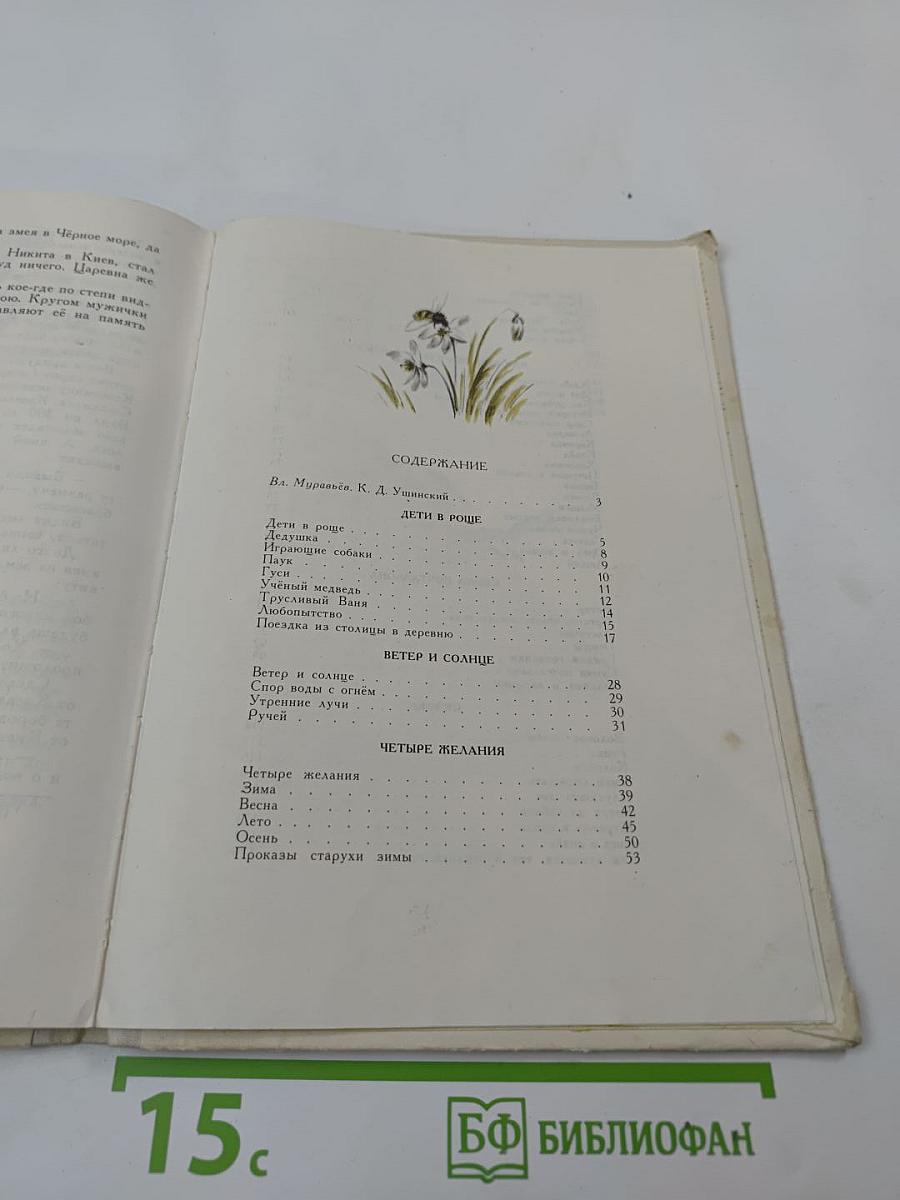 а змея в Чёрное море, да
Никита в Киев, стал
уд ничего. Царевна же
кое-где по степи вид-
ою. Кругом мужички
авляют её на память
СОДЕРЖАНИЕ
Вл. Муравьёв. К. Д. Ушинский . . . . . . . . . 3
ДЕТИ В РОЩЕ
Дети в роще . . . . . . . . . . . . . . 5
Дедушка . . . . . . . . . . . . . . . 8
Играющие собаки . . . . . . . . . . . . 9
Паук . . . . . . . . . . . . . . . . 10
Гуси . . . . . . . . . . . . . . . . 11
Учёный медведь . . . . . . . . . . . . 12
Трусливый Ваня . . . . . . . . . . . . 14
Любопытство . . . . . . . . . . . . . 15
Поездка из столицы в деревню . . . . . . . 17
ВЕТЕР И СОЛНЦЕ
Ветер и солнце . . . . . . . . . . . . 28
Спор воды с огнём . . . . . . . . . . . 29
Утренние лучи . . . . . . . . . . . . . 30
Ручей . . . . . . . . . . . . . . . . 31
ЧЕТЫРЕ ЖЕЛАНИЯ
Четыре желания . . . . . . . . . . . . 38
Зима . . . . . . . . . . . . . . . . 39
Весна . . . . . . . . . . . . . . . . 42
Лето . . . . . . . . . . . . . . . . 45
Осень . . . . . . . . . . . . . . . . 50
Проказы старухи зимы . . . . . . . . . . 53
15 с
БФ БИБЛИОФАН